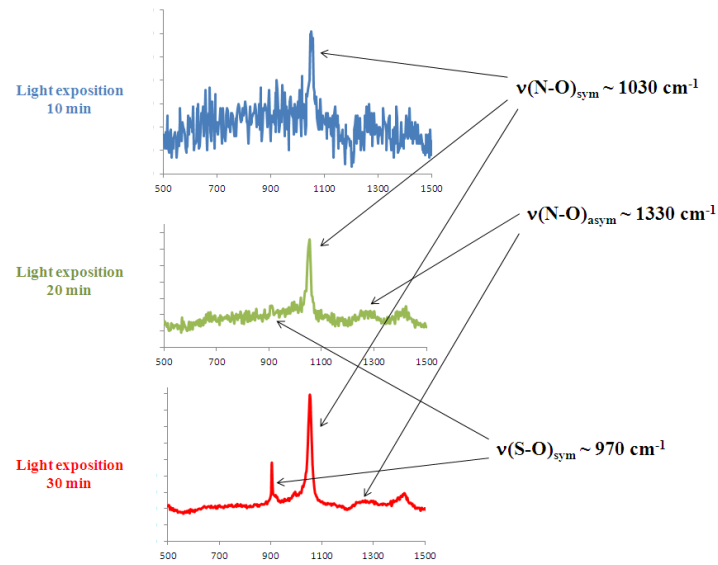 Light exposition
10 min
500 700 900 1100 1300 1500
ν(N-O)sym ~ 1030 cm-1
ν(N-O)asym ~ 1330 cm-1
Light exposition
20 min
500 700 900 1100 1300 1500
ν(S-O)sym ~ 970 cm-1
Light exposition
30 min
500 700 900 1100 1300 1500